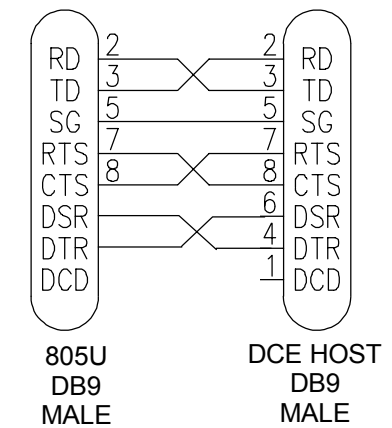 RD 2 2 RD
TD 3 3 TD
SG 5 5 SG
RTS 7 7 RTS
CTS 8 8 CTS
DSR 6 DSR
DTR 4 DTR
DCD 1 DCD
805U DCE HOST
DB9 DB9
MALE MALE